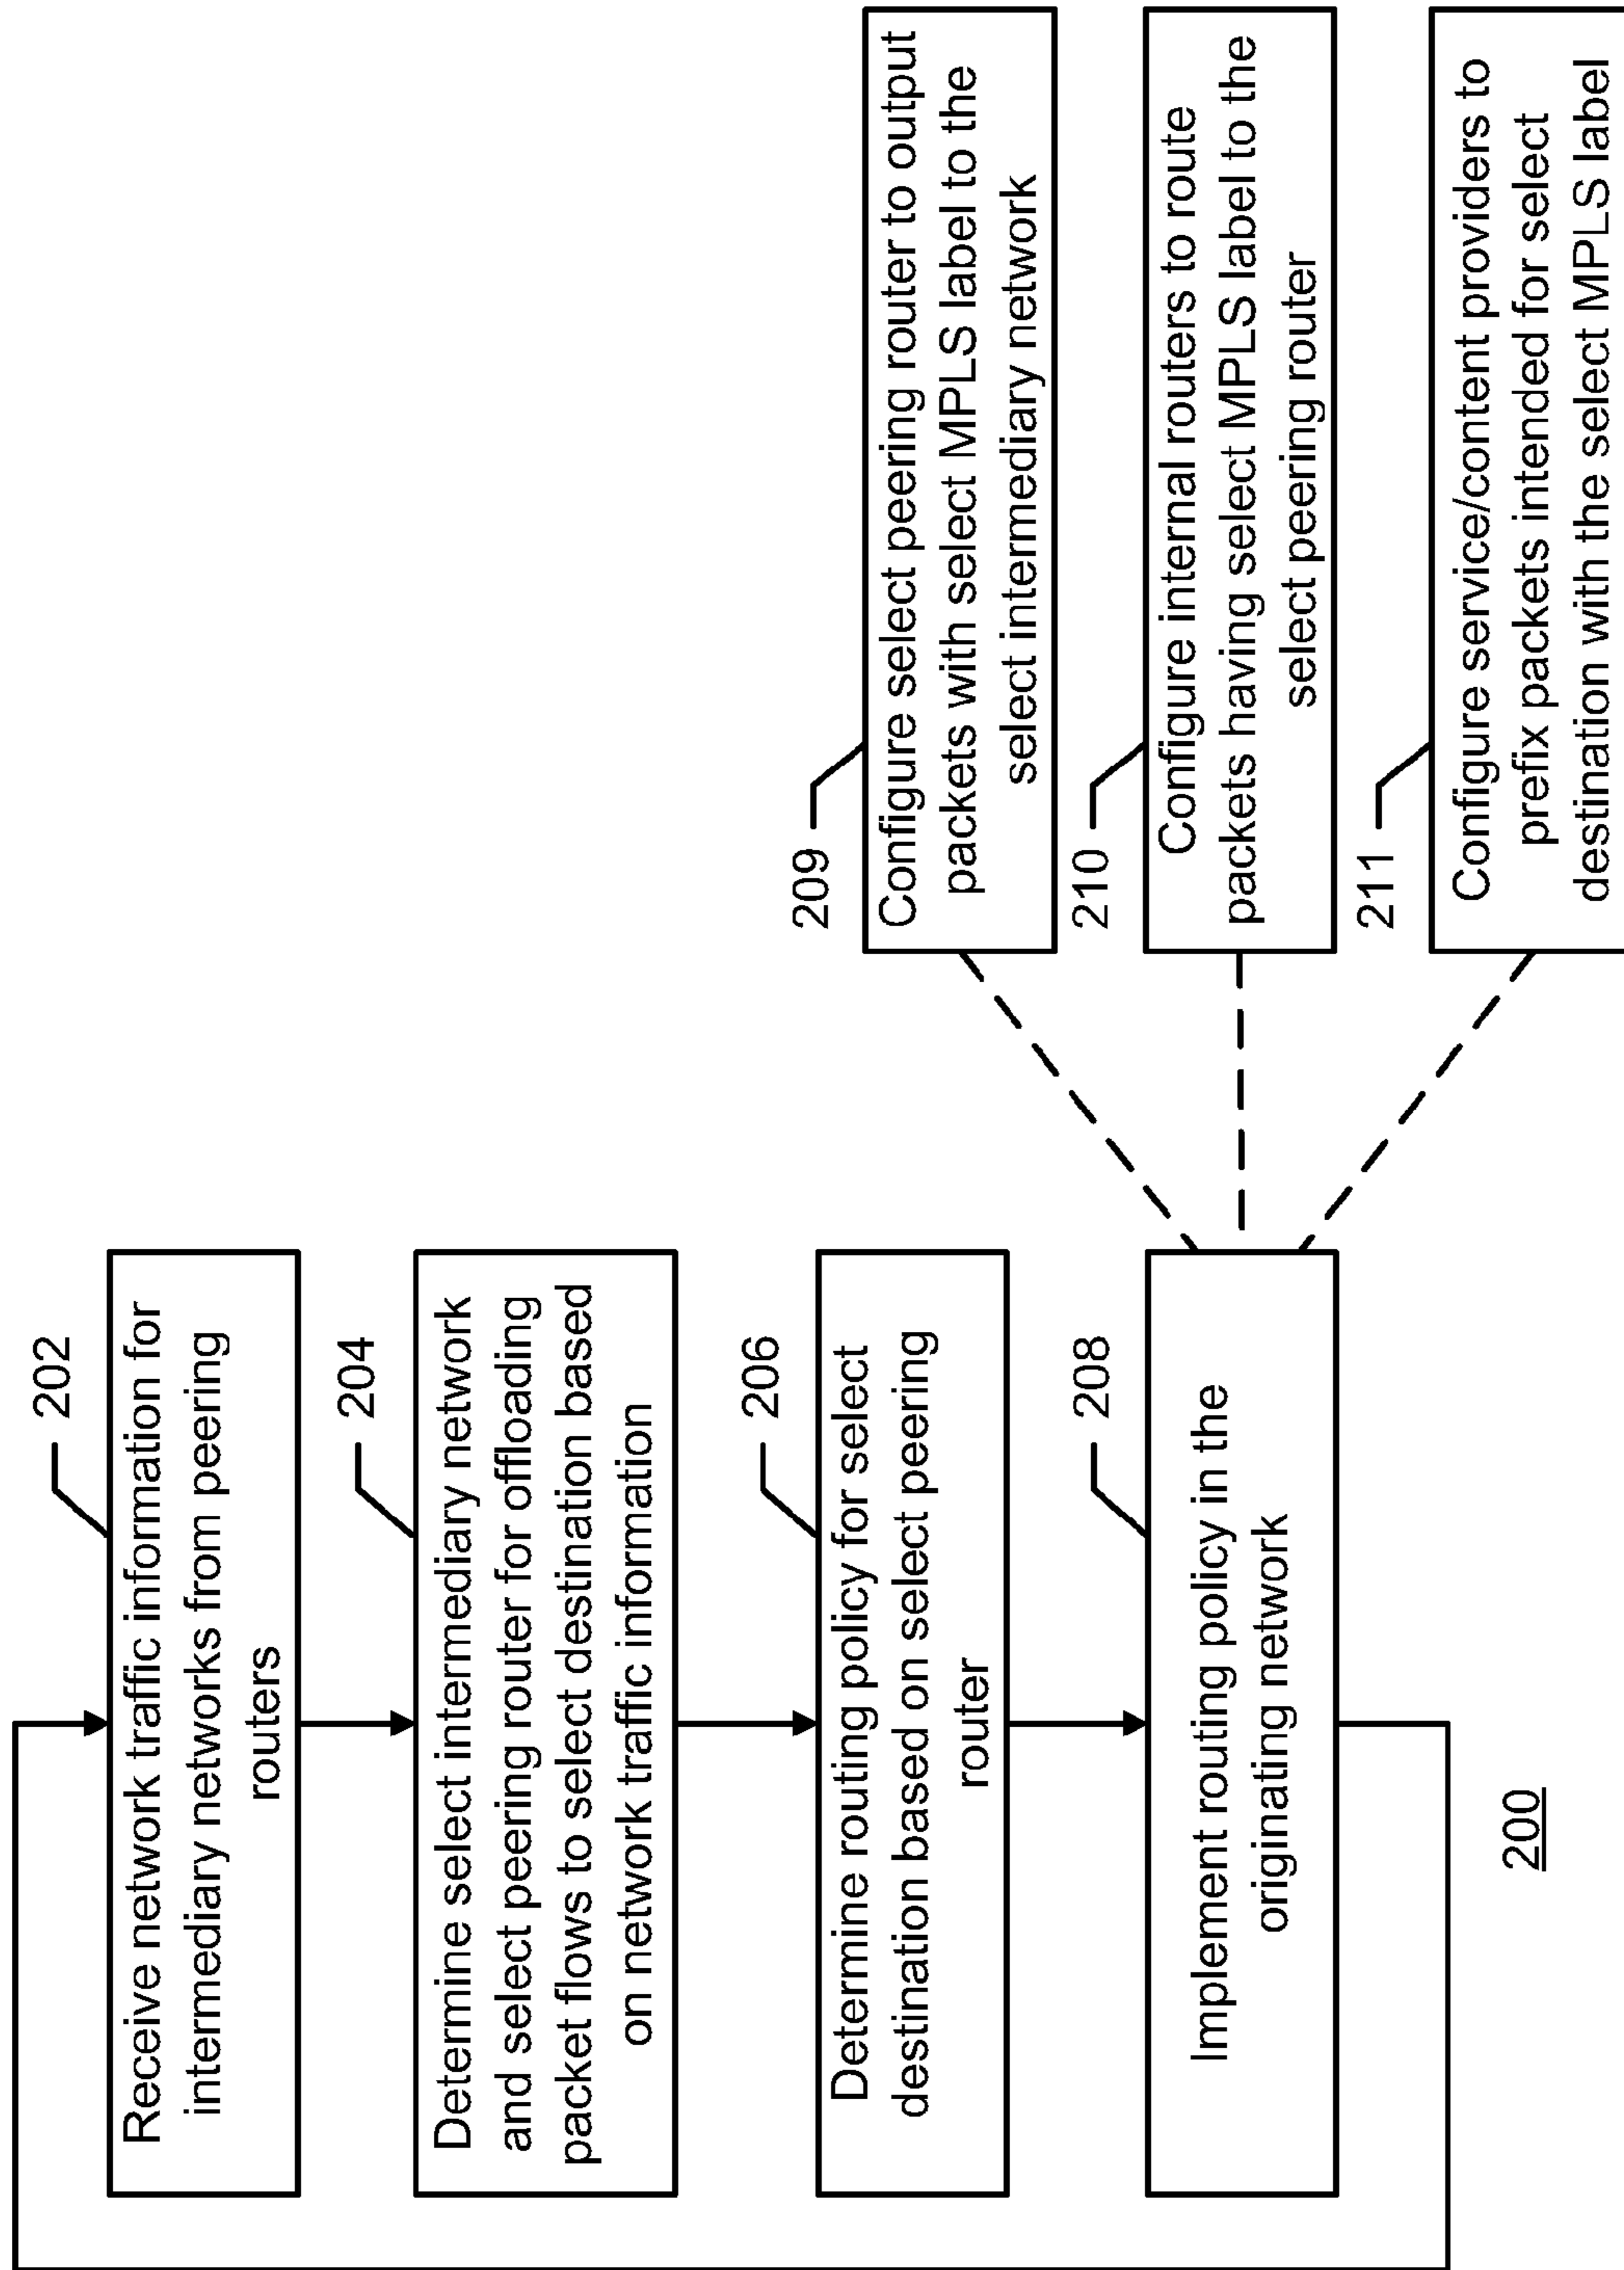 202
Receive network traffic information for
intermediary networks from peering
routers
204
Determine select intermediary network
and select peering router for offloading
packet flows to select destination based
on network traffic information
206
Determine routing policy for select
destination based on select peering
router
208
Implement routing policy in the
originating network
209
Configure select peering router to output
packets with select MPLS label to the
select intermediary network
210
Configure internal routers to route
packets having select MPLS label to the
select peering router
211
Configure service/content providers to
prefix packets intended for select
destination with the select MPLS label
200